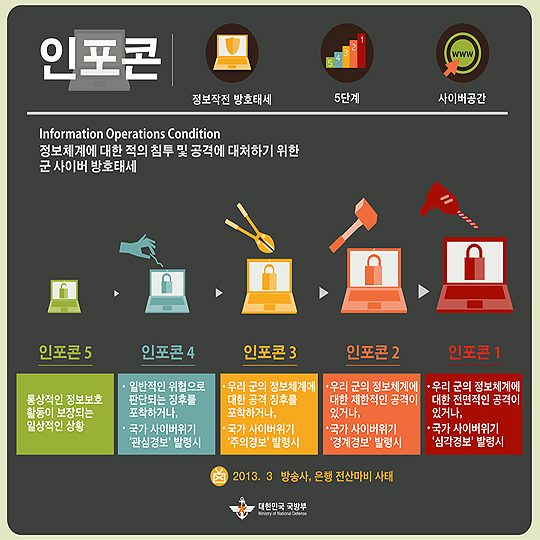 인포콘
정보작전 방호태세
5단계
사이버공간
5 4 3 2 1
www
Information Operations Condition
정보체계에 대한 적의 침투 및 공격에 대처하기 위한
군 사이버 방호태세
인포콘 5
통상적인 정보보호
활동이 보장되는
일상적인 상황
인포콘 4
· 일반적인 위협으로
판단되는 징후를
포착하거나,
· 국가 사이버위기
'관심경보' 발령시
인포콘 3
· 우리 군의 정보체계에
대한 공격 징후를
포착하거나,
· 국가 사이버위기
'주의경보' 발령시
인포콘 2
· 우리 군의 정보체계에
대한 제한적인 공격이
있거나,
· 국가 사이버위기
'경계경보' 발령시
인포콘 1
· 우리 군의 정보체계에
대한 전면적인 공격이
있거나,
· 국가 사이버위기
'심각경보' 발령시
2013. 3 방송사, 은행 전산마비 사태
대한민국 국방부
Ministry of National Defense